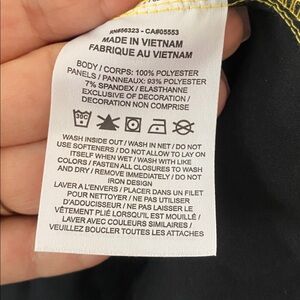 RN#56323 - CA#05553
MADE IN VIETNAM
FABRIQUE AU VIETNAM
BODY / CORPS: 100% POLYESTER
PANELS / PANNEAUX: 93% POLYESTER
7% SPANDEX / ELASTHANNE
EXCLUSIVE OF DECORATION /
DECORATION NON COMPRISE
30C
WASH INSIDE OUT / WASH IN NET / DO NOT
USE SOFTENERS / DO NOT ALLOW TO LAY ON
ITSELF WHEN WET / WASH WITH LIKE
COLORS / FASTEN ALL CLOSURES TO WASH
AND DRY / REMOVE IMMEDIATELY / DO NOT
IRON DESIGN
LAVER A L'ENVERS / PLACER DANS UN FILET
POUR NETTOYER / NE PAS UTILISER
D'ADOUCISSEUR / NE PAS LAISSER LE
VÊTEMENT PLIÉ LORSQU'IL EST MOUILLÉ /
LAVER AVEC COULEURS SIMILAIRES /
VEUILLEZ BOUCLER TOUTES LES ATTACHES